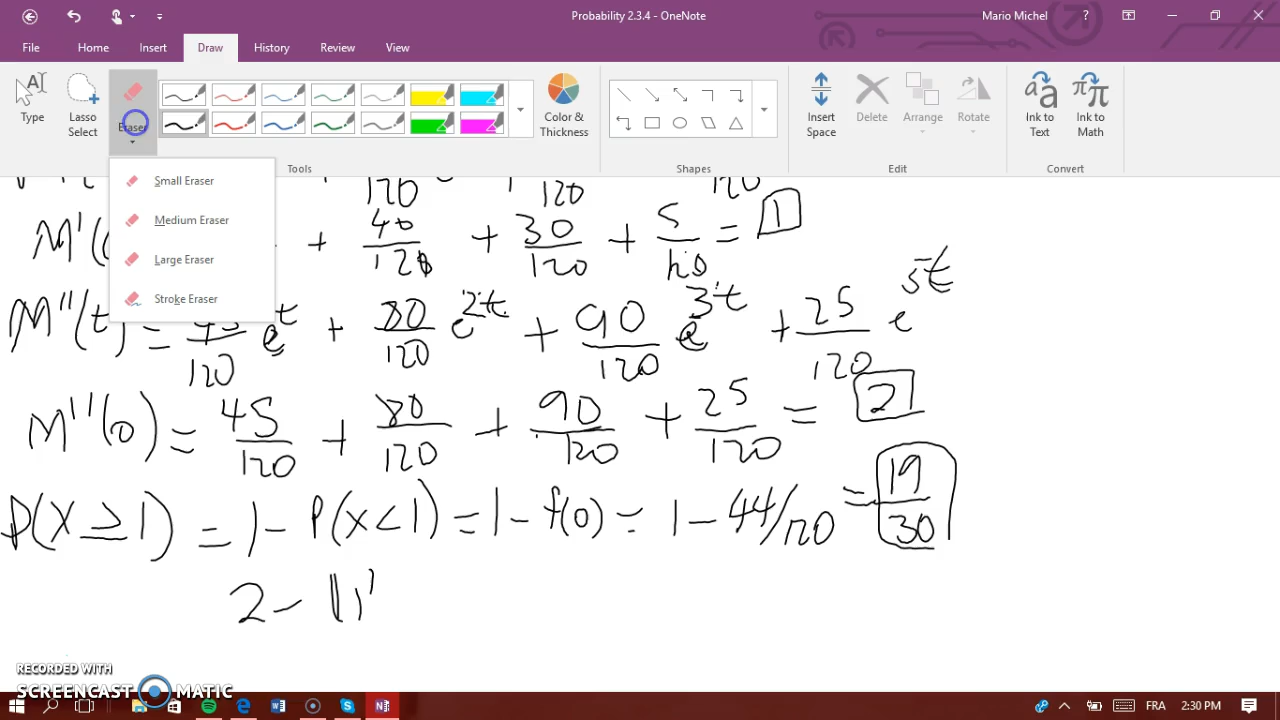 Probability 2.3.4 - OneNote
Mario Michel
?
File Home Insert Draw History Review View
Type
Lasso Select
Eraser
Color & Thickness
Insert Space
Delete
Arrange
Rotate
Ink to Text
Ink to Math
Tools
Shapes
Edit
Convert
Small Eraser
Medium Eraser
Large Eraser
Stroke Eraser
120 120 120
M'(0 + 40/120 + 30/120 + 5/120 = 1
M''(t) = 45/120 e^t + 80/120 e^2t + 90/120 e^3t + 25/120 e^5t
M''(0) = 45/120 + 80/120 + 90/120 + 25/120 = 2
P(X ≥ 1) = 1 - P(X < 1) = 1 - f(0) = 1 - 44/120 = 19/30
2 -
RECORDED WITH
SCREENCAST MATIC
FRA 2:30 PM